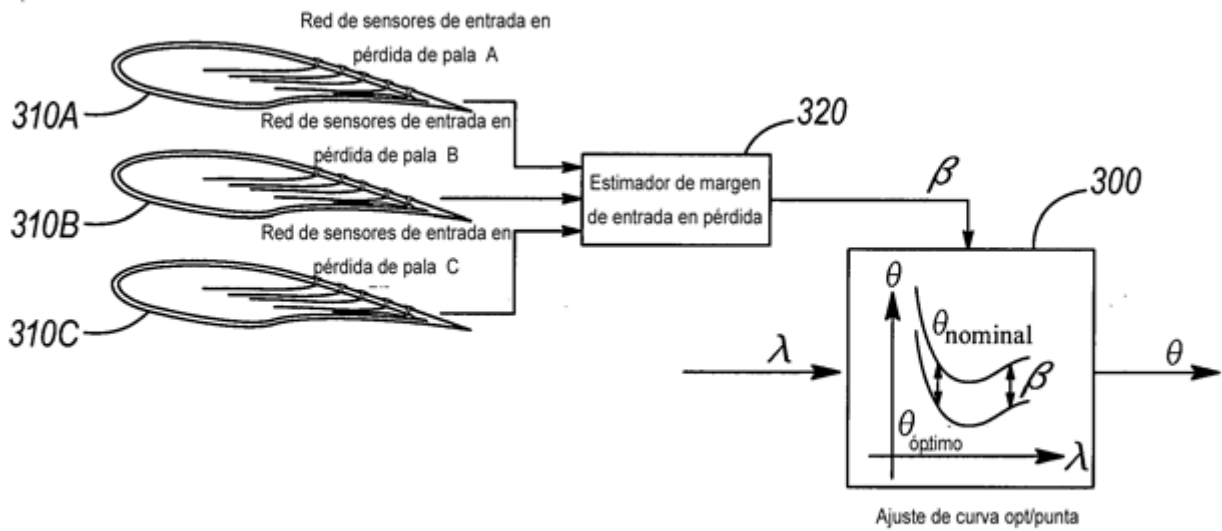 Red de sensores de entrada en
pérdida de pala A
310A
Red de sensores de entrada en
pérdida de pala B
310B
Red de sensores de entrada en
pérdida de pala C
310C
320
Estimador de margen
de entrada en pérdida
β
300
θ
θnominal
β
θóptimo
λ
λ
θ
Ajuste de curva opt/punta